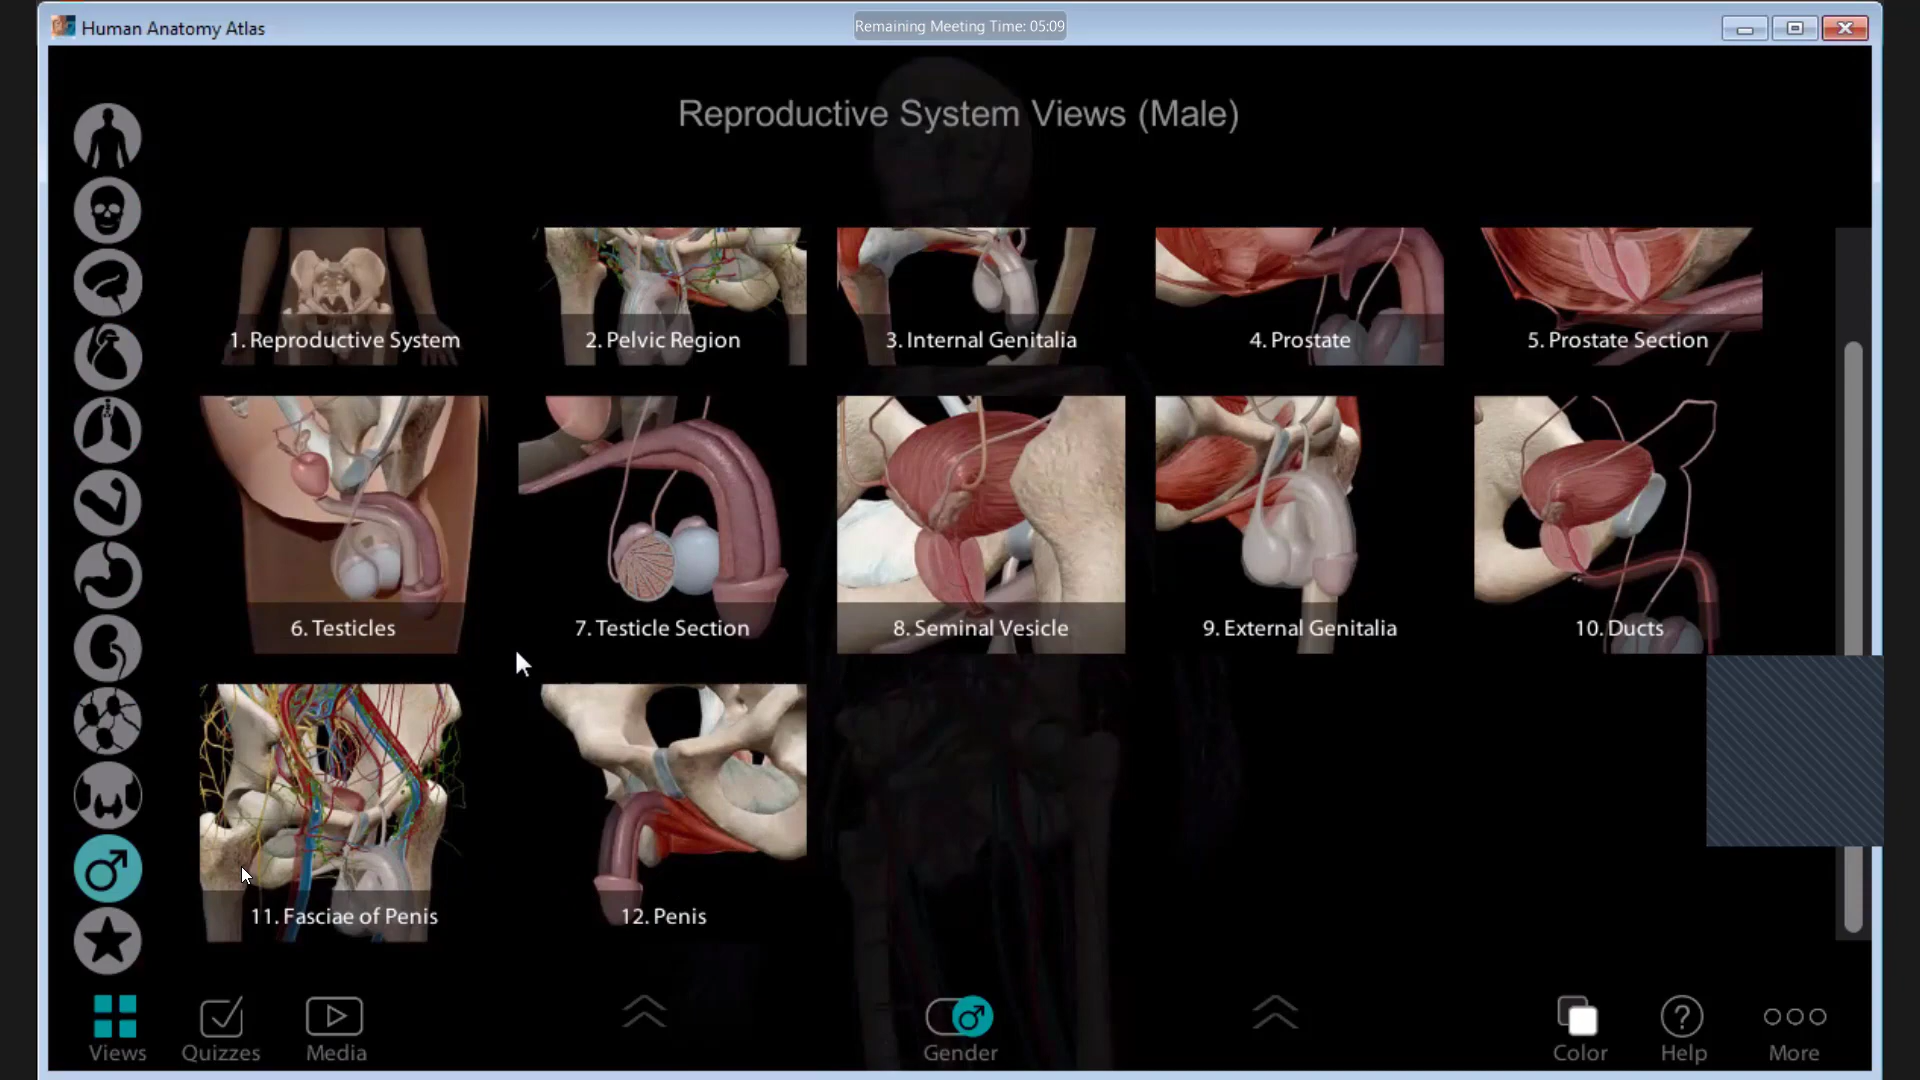 Human Anatomy Atlas
Remaining Meeting Time: 05:09
Reproductive System Views (Male)
1. Reproductive System
2. Pelvic Region
3. Internal Genitalia
4. Prostate
5. Prostate Section
6. Testicles
7. Testicle Section
8. Seminal Vesicle
9. External Genitalia
10. Ducts
11. Fasciae of Penis
12. Penis
Views
Quizzes
Media
Gender
Color
Help
More